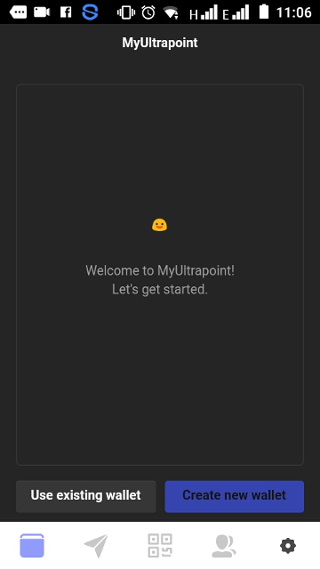 H E 11:06
MyUltrapoint
Welcome to MyUltrapoint!
Let's get started.
Use existing wallet
Create new wallet